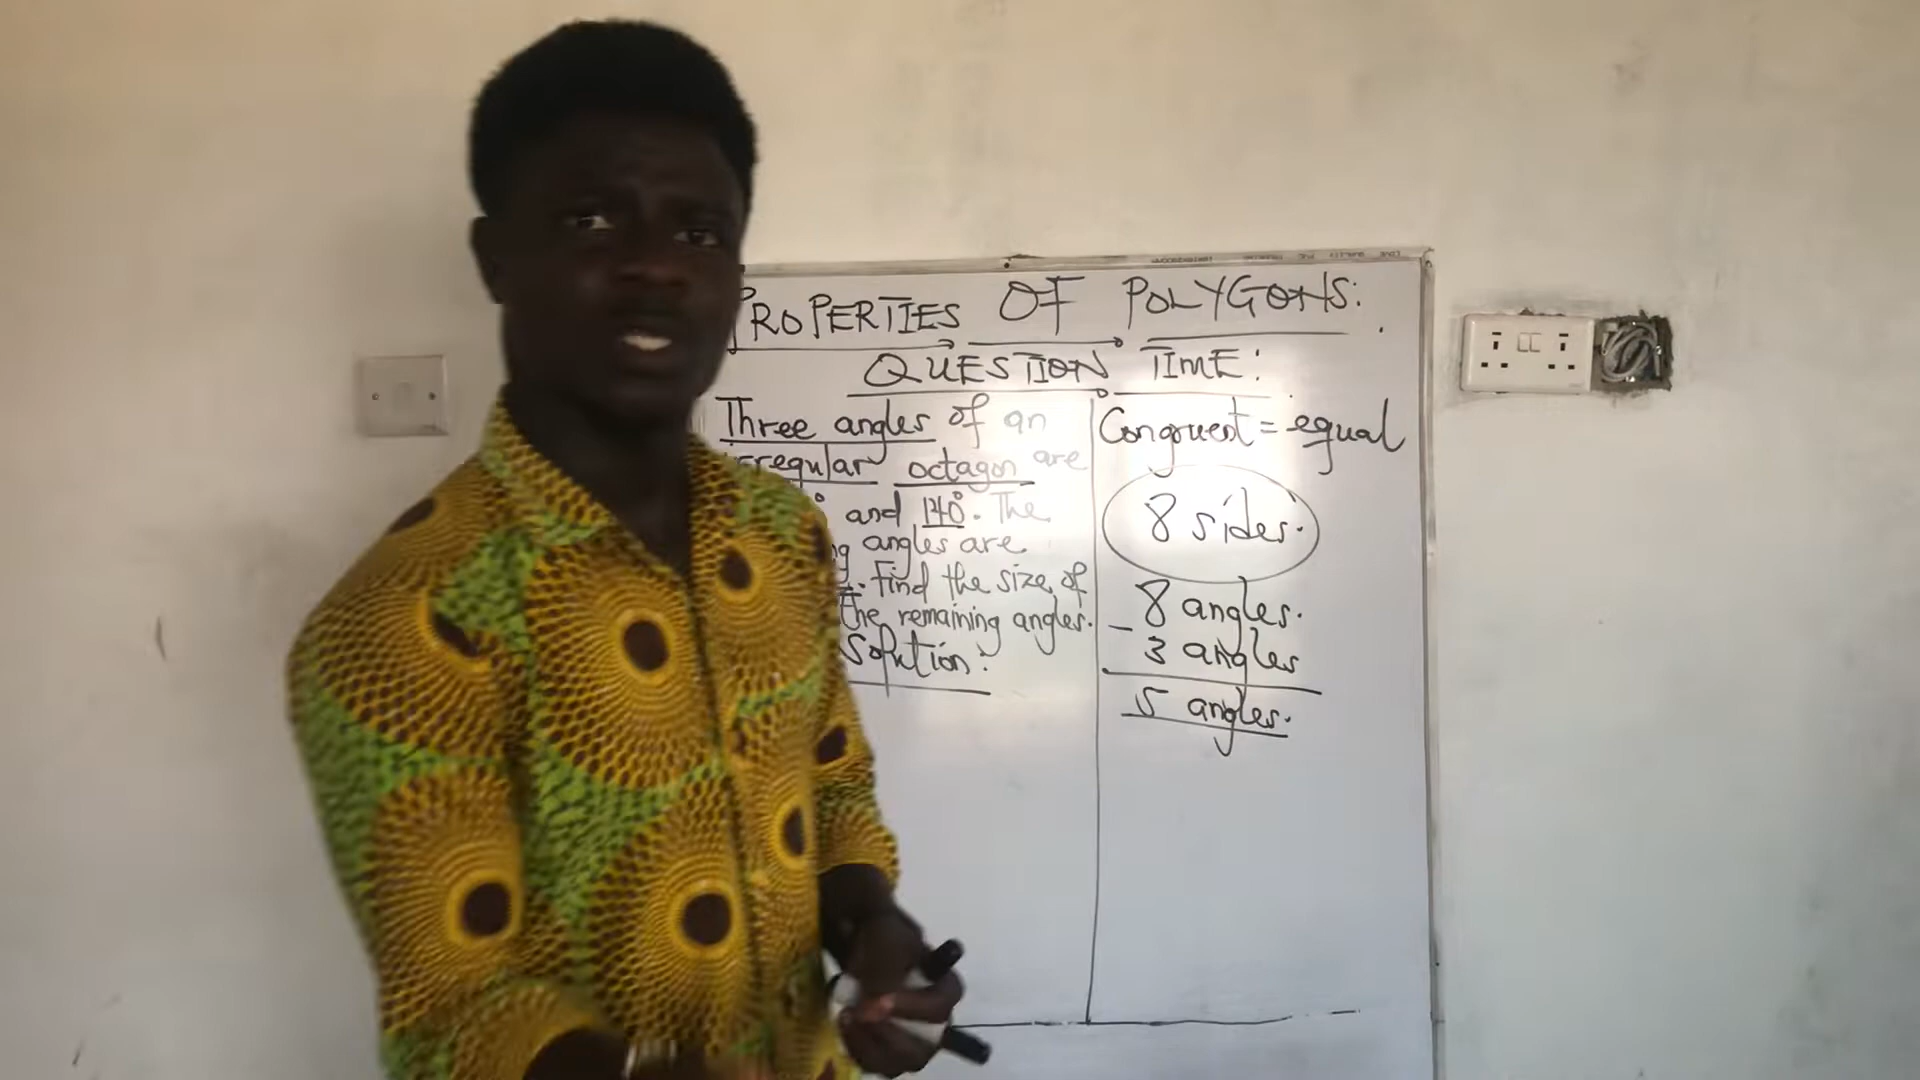 PROPERTIES OF POLYGONS:
QUESTION TIME:
Three angles of an
irregular octagon are
and 140°. The
angles are
Find the size of
the remaining angles.
Solution:
Congruent = equal
8 sides.
8 angles.
- 3 angles
5 angles.